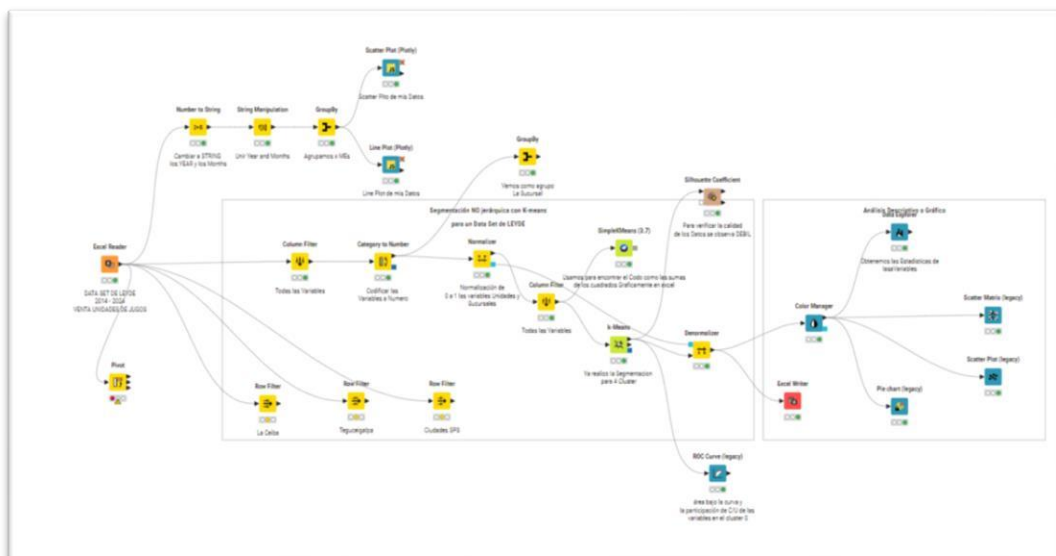 Scatter Plot (Plotly)
Scatter Plto de mis Datos
Number to String
Cambiar a STRING
los YEAR y los Months
String Manipulation
Unir Year and Months
GroupBy
Agrupamos x MEs
Line Plot (Plotly)
Line Plot de mis Datos
GroupBy
Vemos como agrupo
La Sucursal
Silhouette Coefficient
Para verificar la calidad
de los Datos se observa DEBIL
Segmentación NO jerárquica con K-means
para un Data Set de LEYDE
Análisis Descriptivo o Gráfico
Data Explorer
Obtenemos las Estadisticas de
las Variables
Excel Reader
DATA SET DE LEYDE
2014 - 2024
VENTA UNIDADES DE JUGOS
Column Filter
Todas las Variables
Category to Number
Codificar las
Variables a Numero
Normalizer
Normalización de
0 a 1 las variables Unidades y
Sucursales
SimpleKMeans (3.7)
Usamos para encontrar el Codo como las sumas
de los cuadrados Graficamente en excel
Column Filter
Todas las Variables
k-Means
Ya realizo la Segmentacion
para 4 Cluster
Denormalizer
Color Manager
Scatter Matrix (legacy)
Scatter Plot (legacy)
Pie chart (legacy)
Excel Writer
Pivot
Row Filter
La Ceiba
Row Filter
Tegucigalpa
Row Filter
Ciudades SPS
ROC Curve (legacy)
área bajo la curva y
la participación de C/U de las
variables en el cluster 0